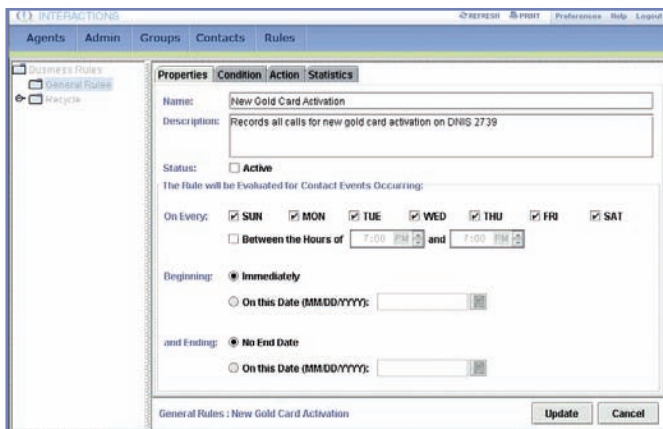 INTERACTIONS REFRESH PRINT Preferences Help Logout
Agents Admin Groups Contacts Rules
Business Rules
General Rules
Recycle
Properties Condition Action Statistics
Name: New Gold Card Activation
Description: Records all calls for new gold card activation on DNIS 2739
Status: Active
The Rule will be Evaluated for Contact Events Occurring:
On Every: SUN MON TUE WED THU FRI SAT
Between the Hours of 7:00 PM and 7:00 PM
Beginning: Immediately
On this Date (MM/DD/YYYY):
and Ending: No End Date
On this Date (MM/DD/YYYY):
General Rules : New Gold Card Activation Update Cancel